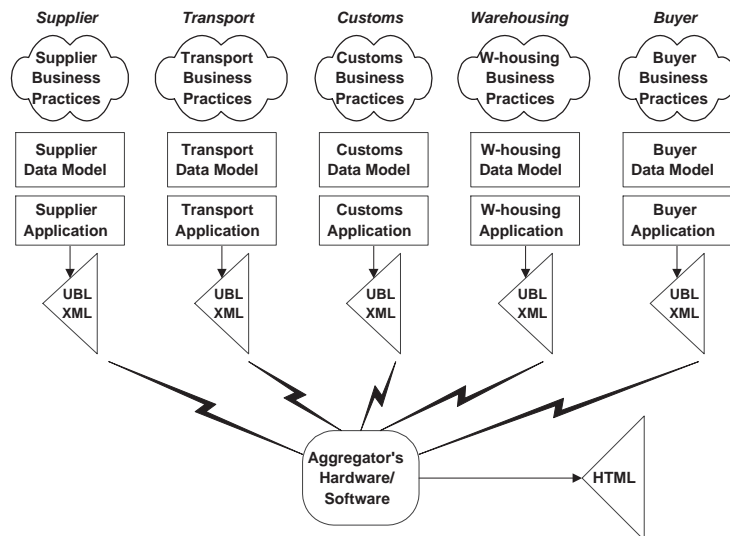 Supplier
Transport
Customs
Warehousing
Buyer
Supplier
Business
Practices
Transport
Business
Practices
Customs
Business
Practices
W-housing
Business
Practices
Buyer
Business
Practices
Supplier
Data Model
Transport
Data Model
Customs
Data Model
W-housing
Data Model
Buyer
Data Model
Supplier
Application
Transport
Application
Customs
Application
W-housing
Application
Buyer
Application
UBL
XML
UBL
XML
UBL
XML
UBL
XML
UBL
XML
Aggregator's
Hardware/
Software
HTML